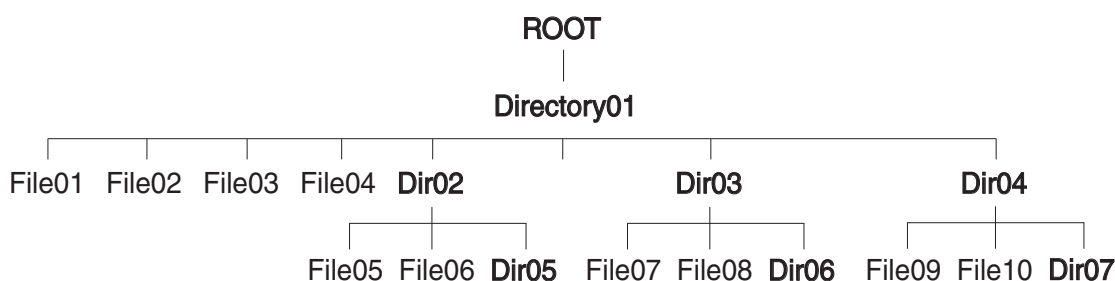 ROOT
Directory01
File01 File02 File03 File04 Dir02 Dir03 Dir04
File05 File06 Dir05 File07 File08 Dir06 File09 File10 Dir07